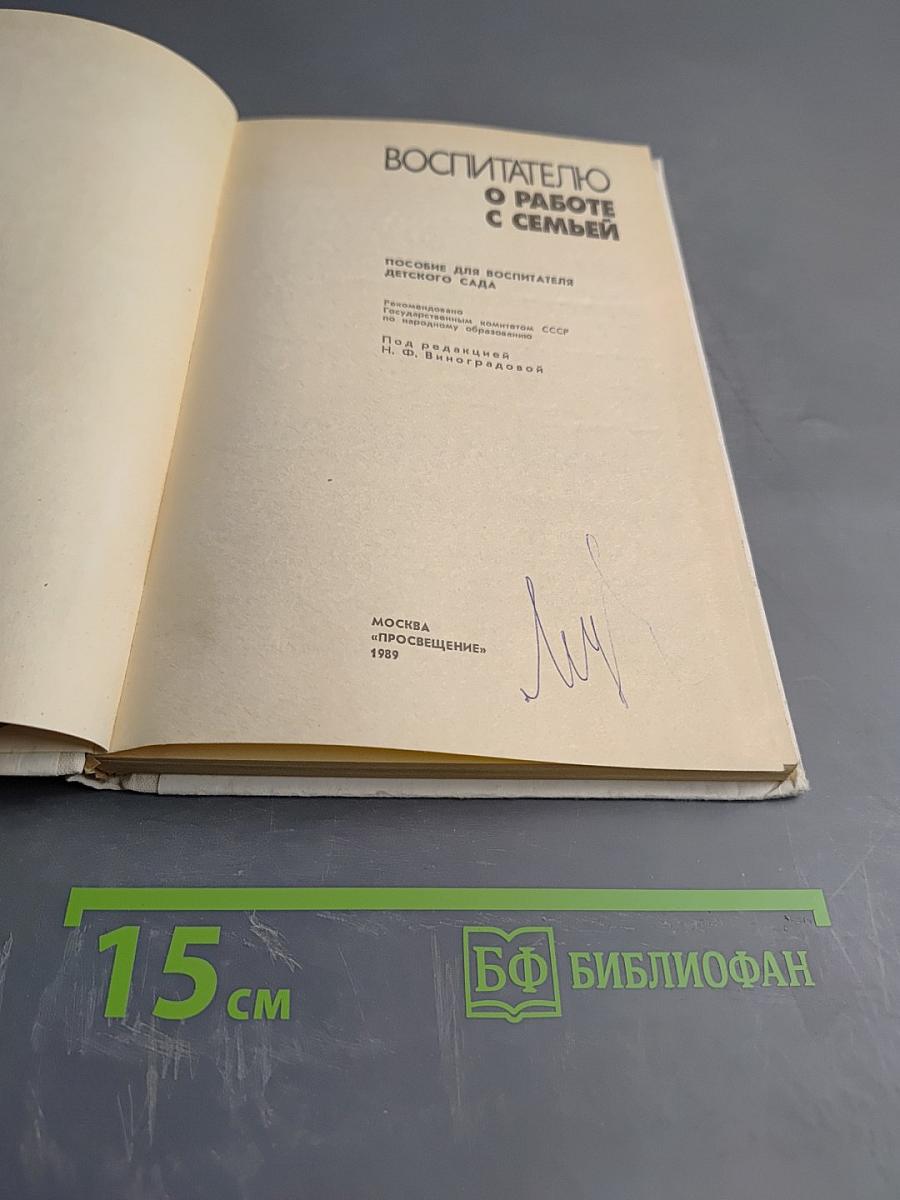 ВОСПИТАТЕЛЮ
О РАБОТЕ
С СЕМЬЕЙ
ПОСОБИЕ ДЛЯ ВОСПИТАТЕЛЯ
ДЕТСКОГО САДА
Рекомендовано
Государственным комитетом СССР
по народному образованию
Под редакцией
Н. Ф. Виноградовой
МОСКВА
«ПРОСВЕЩЕНИЕ»
1989
15 см
БФ БИБЛИОФАН